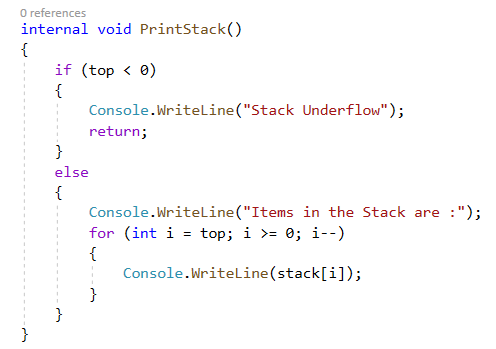 0 references
internal void PrintStack()
{
    if (top < 0)
    {
        Console.WriteLine("Stack Underflow");
        return;
    }
    else
    {
        Console.WriteLine("Items in the Stack are :");
        for (int i = top; i >= 0; i--)
        {
            Console.WriteLine(stack[i]);
        }
    }
}